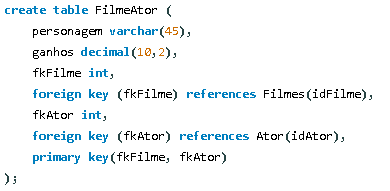 create table FilmeAtor (
personagem varchar(45),
ganhos decimal(10,2),
fkFilme int,
foreign key (fkFilme) references Filmes(idFilme),
fkAtor int,
foreign key (fkAtor) references Ator(idAtor),
primary key(fkFilme, fkAtor)
);